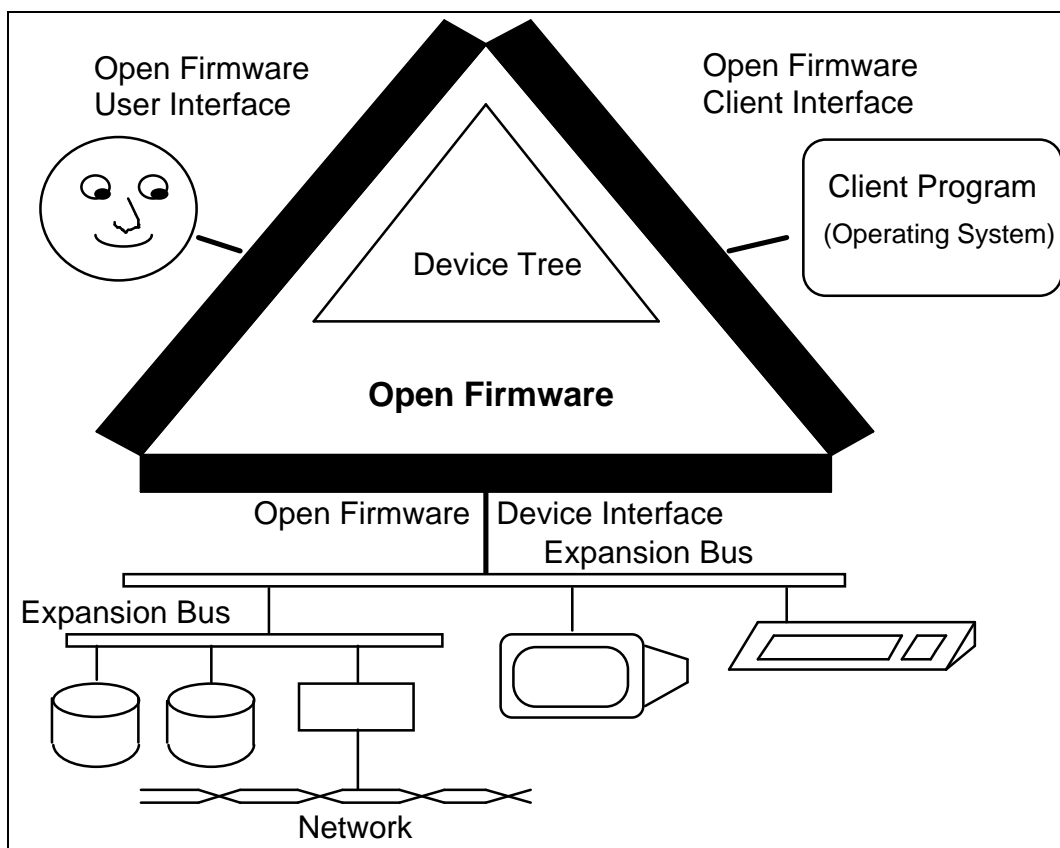 Open Firmware
User Interface
Open Firmware
Client Interface
Client Program
(Operating System)
Device Tree
Open Firmware
Open Firmware Device Interface
Expansion Bus
Expansion Bus
Network